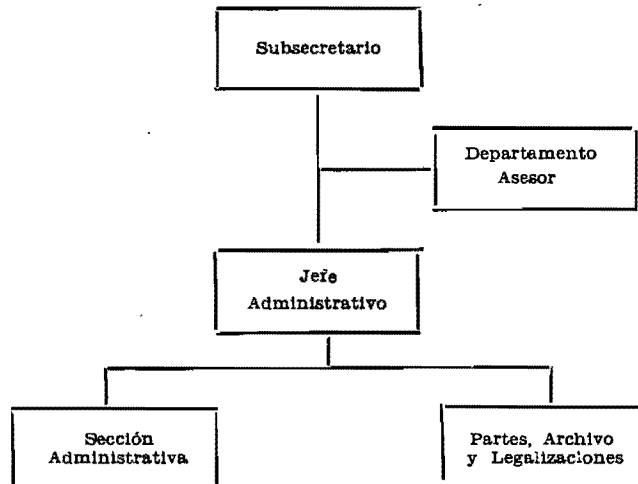 Subsecretario
Departamento
Asesor
Jefe
Administrativo
Sección
Administrativa
Partes, Archivo
y Legalizaciones